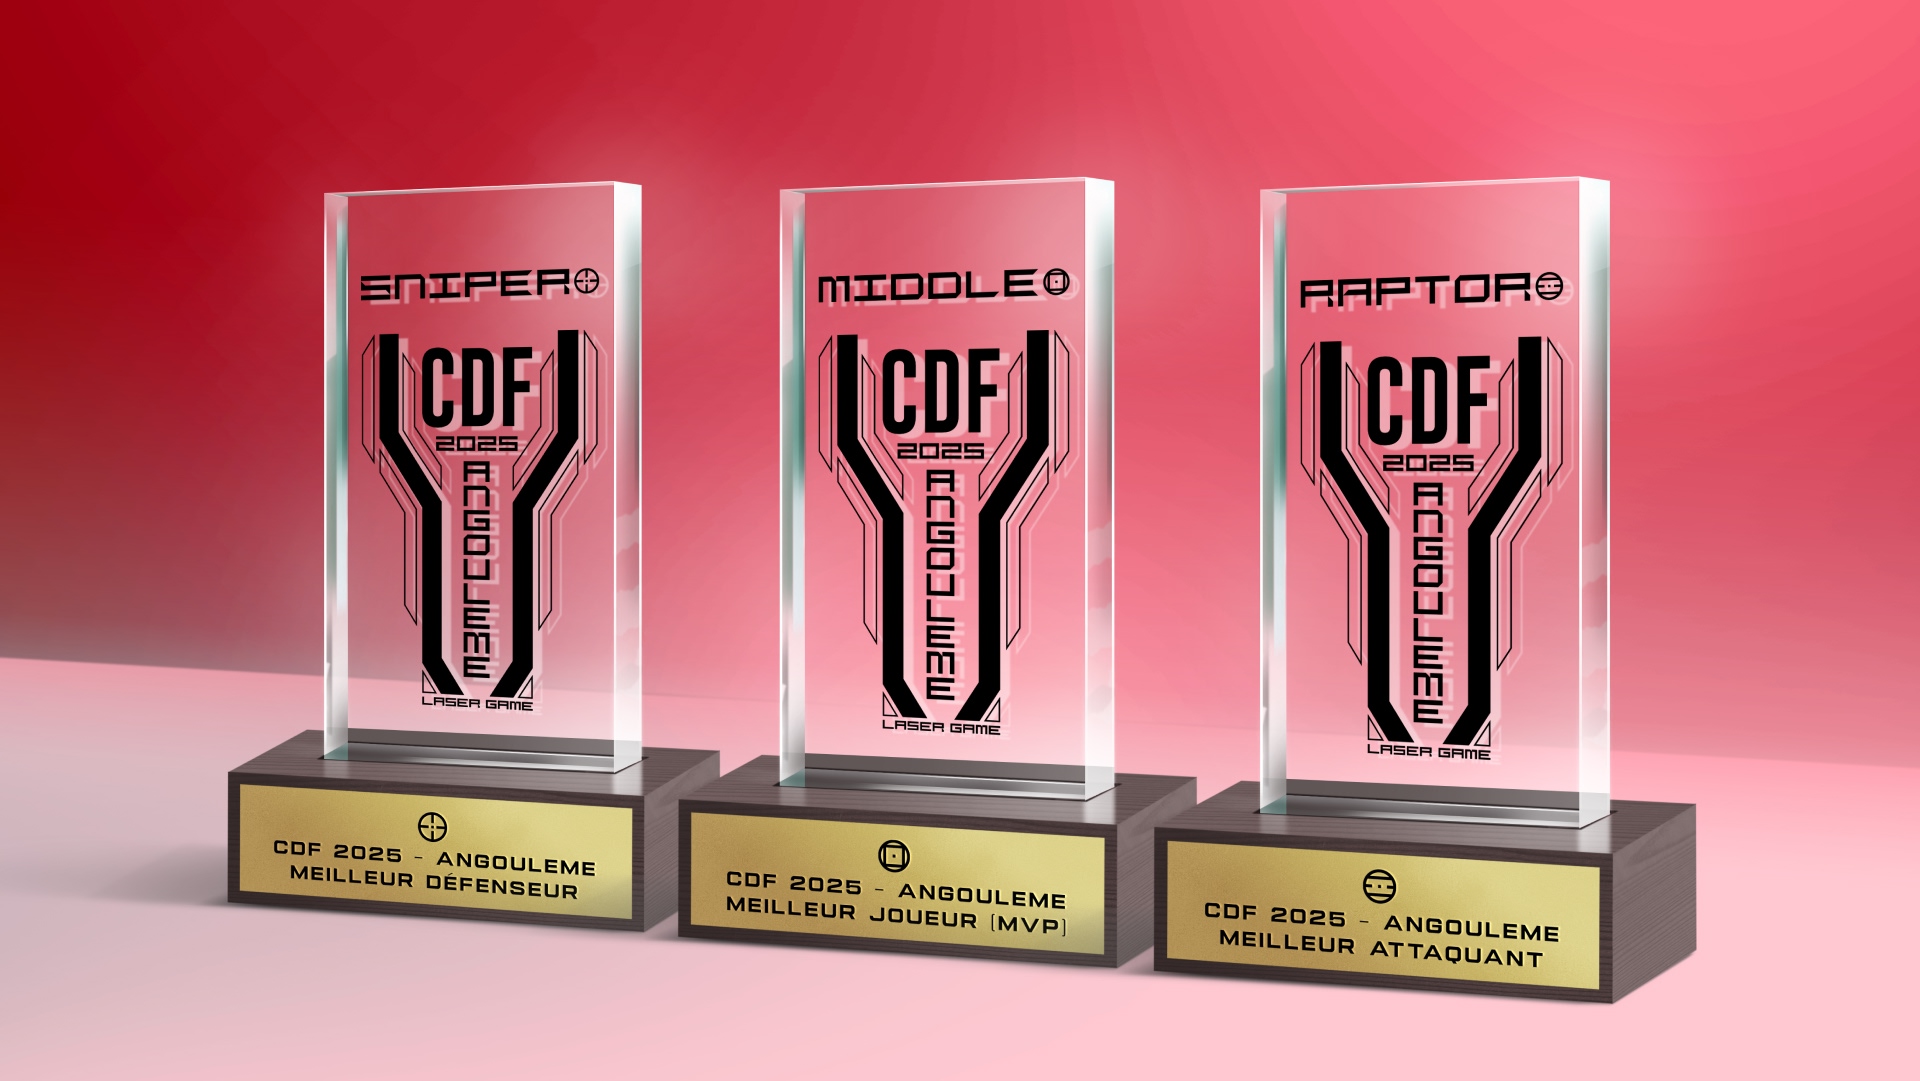 SNIPER
CDF
2025
ANGOULEME
LASER GAME
CDF 2025 - ANGOULEME
MEILLEUR DÉFENSEUR
MIDDLE
CDF
2025
ANGOULEME
LASER GAME
CDF 2025 - ANGOULEME
MEILLEUR JOUEUR (MVP)
RAPTOR
CDF
2025
ANGOULEME
LASER GAME
CDF 2025 - ANGOULEME
MEILLEUR ATTAQUANT